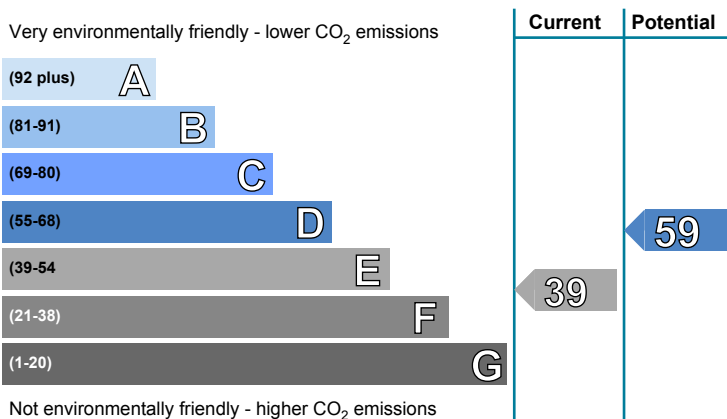 Very environmentally friendly - lower CO2 emissions
Current
Potential
(92 plus) A
(81-91) B
(69-80) C
(55-68) D
59
(39-54 E
39
(21-38) F
(1-20) G
Not environmentally friendly - higher CO2 emissions